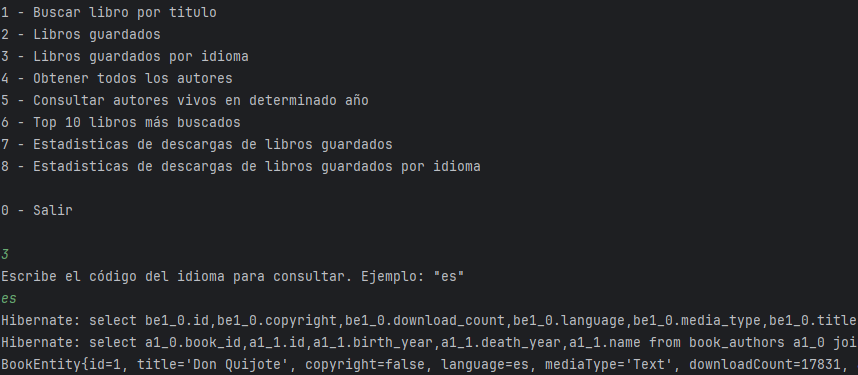 1 - Buscar libro por titulo
2 - Libros guardados
3 - Libros guardados por idioma
4 - Obtener todos los autores
5 - Consultar autores vivos en determinado año
6 - Top 10 libros más buscados
7 - Estadisticas de descargas de libros guardados
8 - Estadisticas de descargas de libros guardados por idioma
0 - Salir
3
Escribe el código del idioma para consultar. Ejemplo: "es"
es
Hibernate: select be1_0.id,be1_0.copyright,be1_0.download_count,be1_0.language,be1_0.media_type,be1_0.title
Hibernate: select a1_0.book_id,a1_1.id,a1_1.birth_year,a1_1.death_year,a1_1.name from book_authors a1_0 joi
BookEntity{id=1, title='Don Quijote', copyright=false, language=es, mediaType='Text', downloadCount=17831,